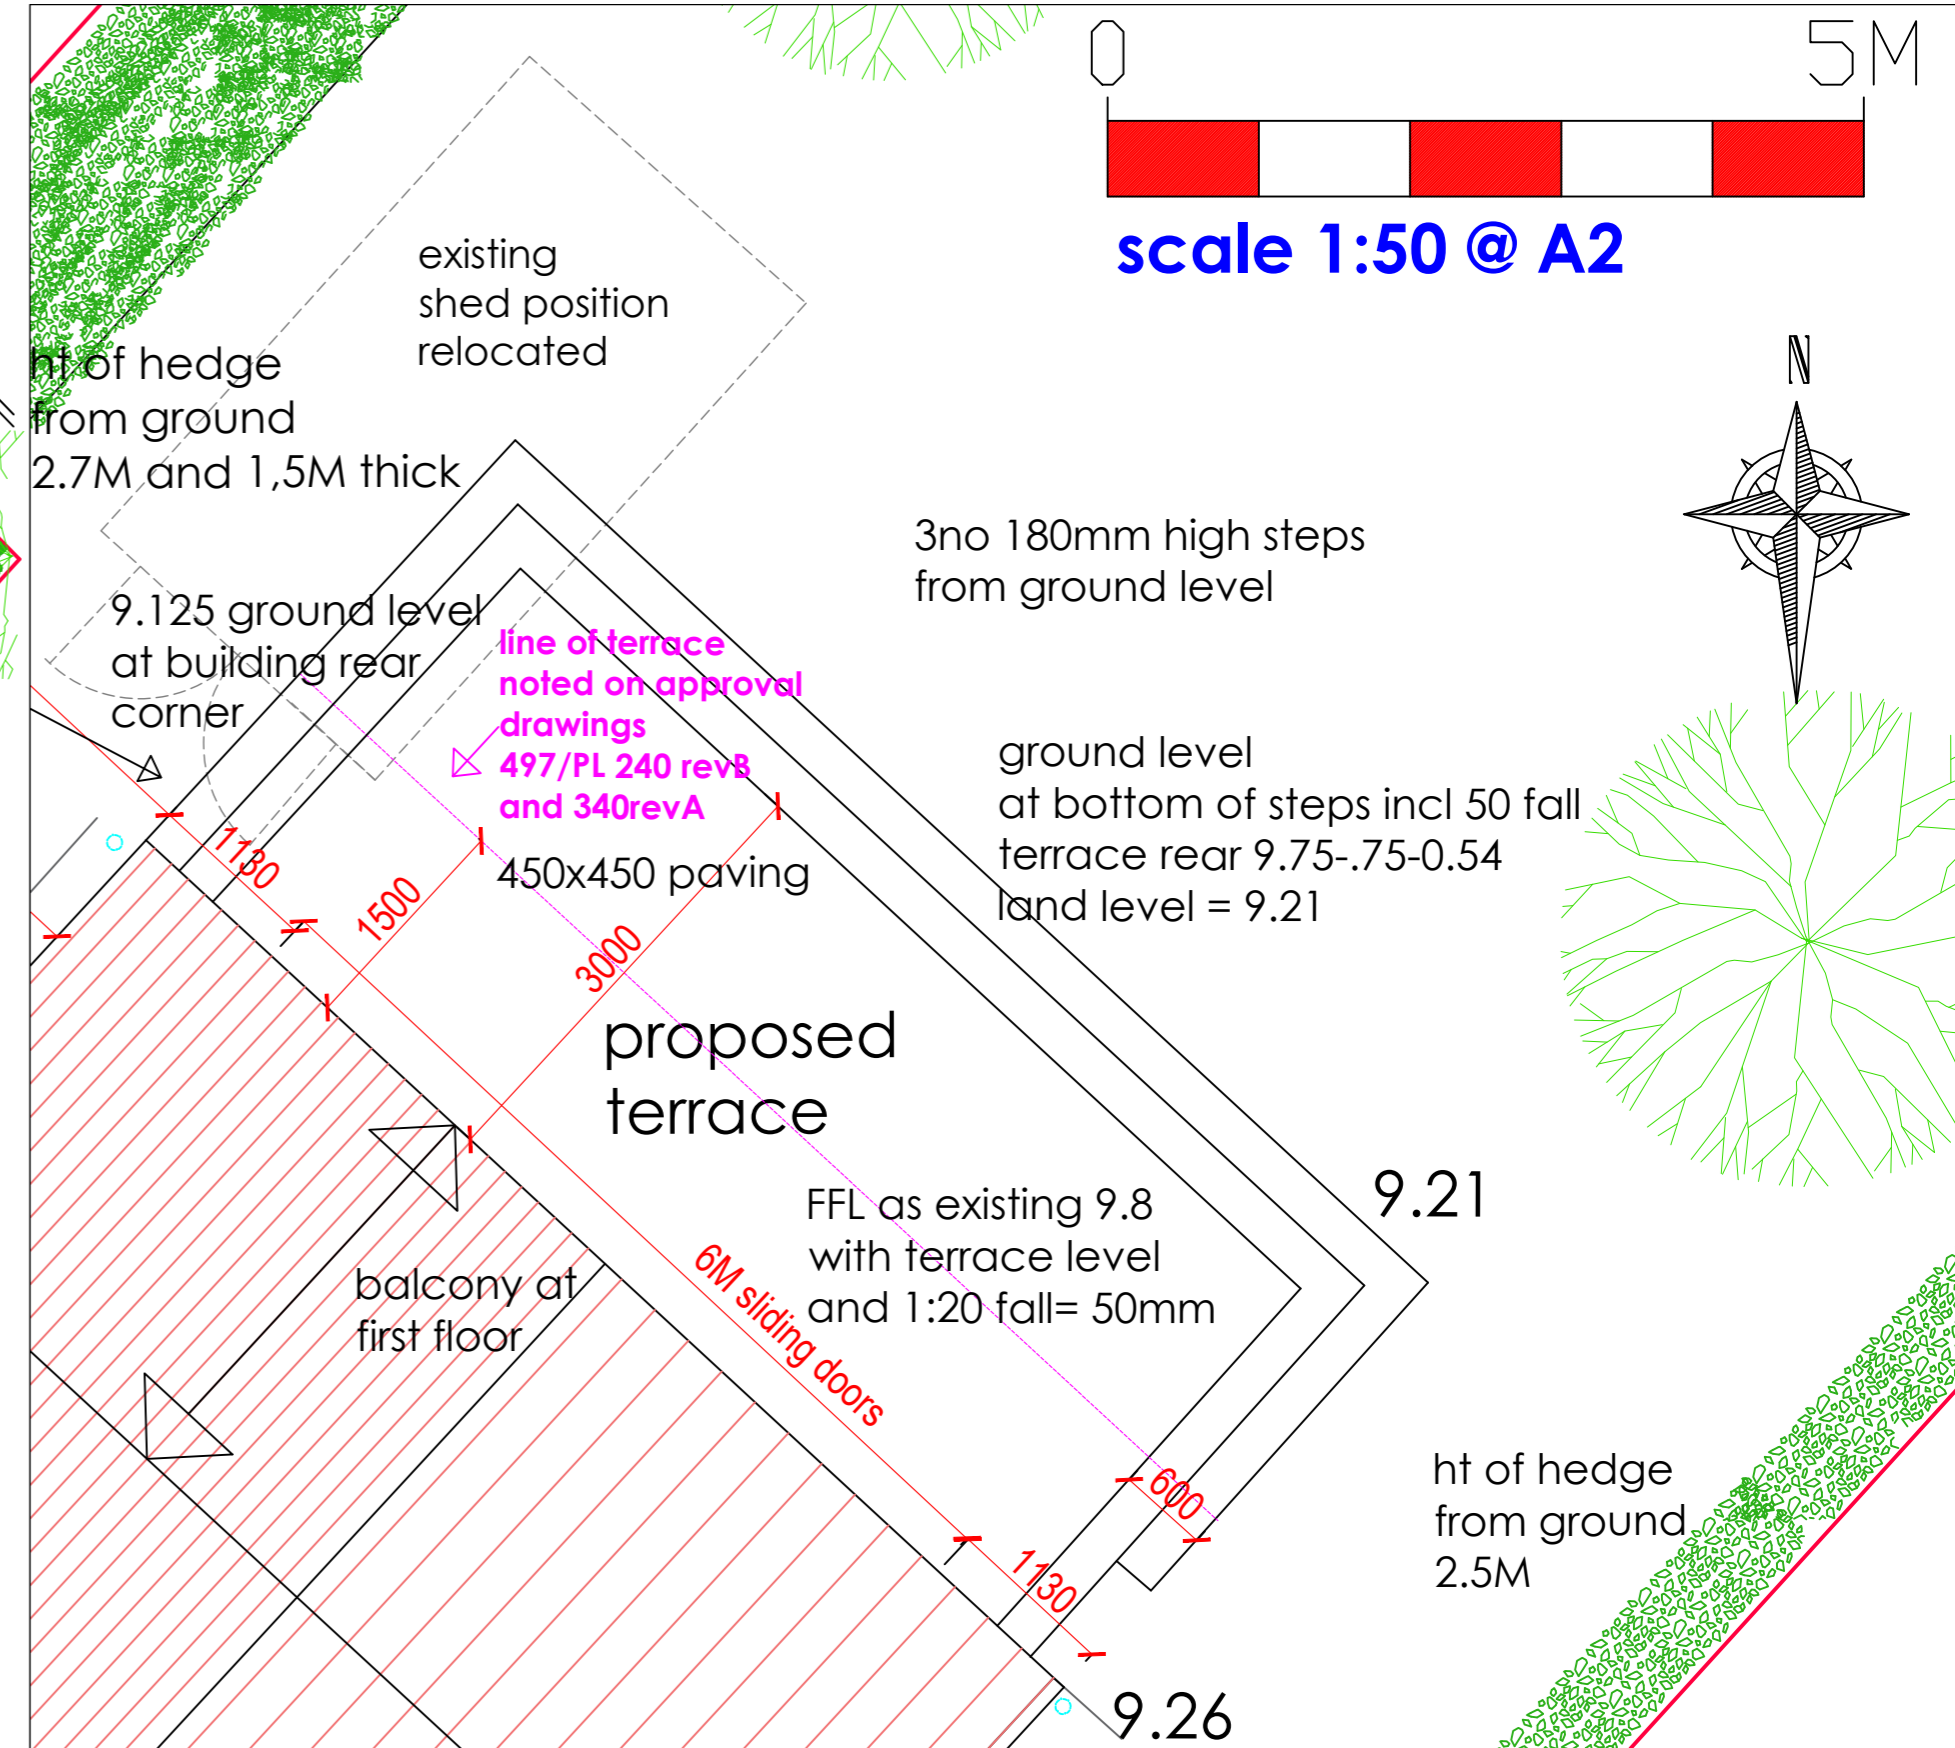 0 5M
scale 1:50 @ A2
existing
shed position
relocated
N
ht of hedge
from ground
2.7M and 1,5M thick
3no 180mm high steps
from ground level
9.125 ground level
at building rear
corner
line of terrace
noted on approval
drawings
497/PL 240 revB
and 340revA
ground level
at bottom of steps incl 50 fall
terrace rear 9.75-.75-0.54
land level = 9.21
1130
1500
450x450 paving
3000
proposed
terrace
9.21
FFL as existing 9.8
with terrace level
and 1:20 fall= 50mm
balcony at
first floor
6M sliding doors
600
ht of hedge
from ground
2.5M
1130
9.26